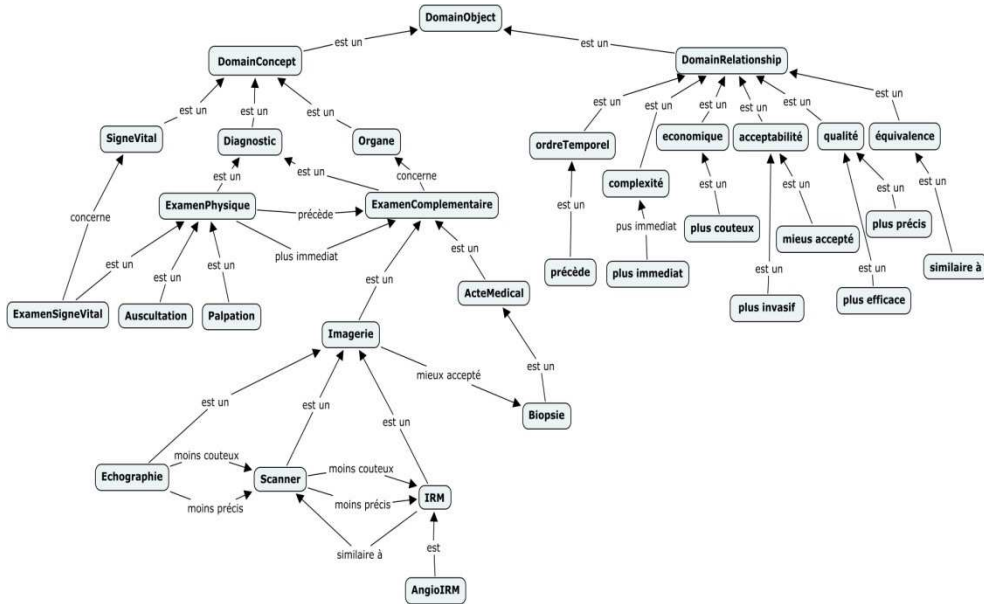 DomainObject
est un
est un
DomainConcept
DomainRelationship
est un
est un
est un
est un
est un
est un
est un
est un
est un
SigneVital
Diagnostic
Organe
ordreTemporel
economique
acceptabilité
qualité
équivalence
est un
est un
concerne
complexité
ExamenPhysique
précède
ExamenComplementaire
concerne
plus immediat
est un
pus immediat
est un
est un
est un
est un
plus couteux
mieus accepté
plus précis
est un
est un
est un
est un
est un
précède
plus immediat
similaire à
est un
est un
ExamenSigneVital
Auscultation
Palpation
ActeMedical
plus invasif
plus efficace
Imagerie
mieux accepté
est un
est un
est un
est un
Biopsie
Echographie
moins couteux
moins précis
Scanner
moins couteux
moins précis
IRM
similaire à
est
AngioIRM